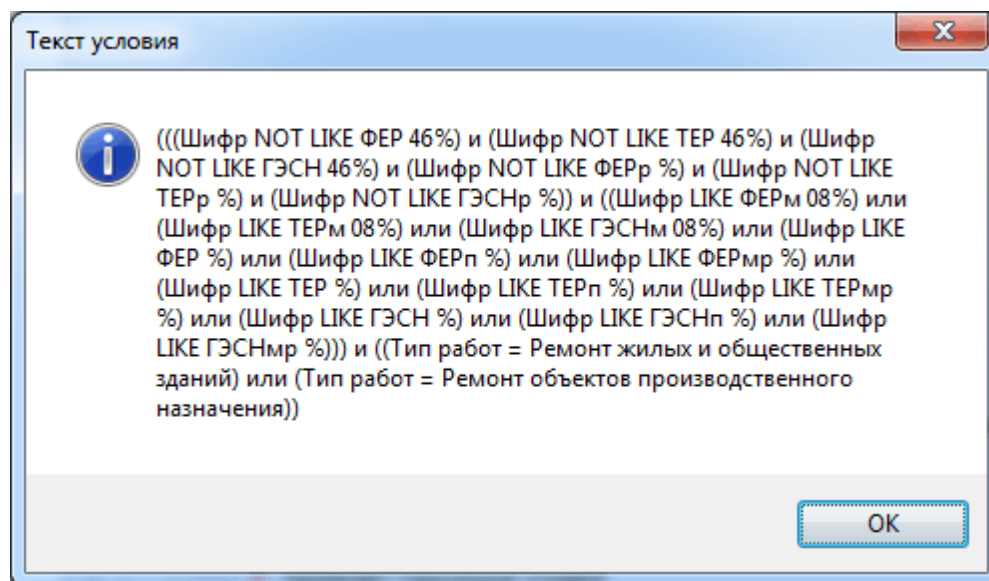 Текст условия
(((Шифр NOT LIKE ФЕР 46%) и (Шифр NOT LIKE ТЕР 46%) и (Шифр
NOT LIKE ГЭСН 46%) и (Шифр NOT LIKE ФЕРр %) и (Шифр NOT LIKE
ТЕРр %) и (Шифр NOT LIKE ГЭСНр %)) и ((Шифр LIKE ФЕРм 08%) или
(Шифр LIKE ТЕРм 08%) или (Шифр LIKE ГЭСНм 08%) или (Шифр LIKE
ФЕР %) или (Шифр LIKE ФЕРп %) или (Шифр LIKE ФЕРмр %) или
(Шифр LIKE ТЕР %) или (Шифр LIKE ТЕРп %) или (Шифр LIKE ТЕРмр
%) или (Шифр LIKE ГЭСН %) или (Шифр LIKE ГЭСНп %) или (Шифр
LIKE ГЭСНмр %))) и ((Тип работ = Ремонт жилых и общественных
зданий) или (Тип работ = Ремонт объектов производственного
назначения))
OK